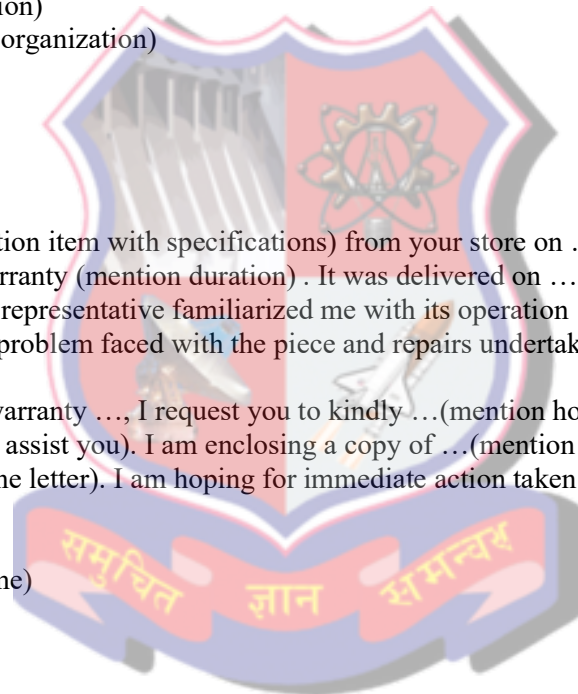 ion)
organization)
tion item with specifications) from your store on .
rranty (mention duration) . It was delivered on …
representative familiarized me with its operation
problem faced with the piece and repairs undertak
warranty …, I request you to kindly …(mention ho
assist you). I am enclosing a copy of …(mention
ne letter). I am hoping for immediate action taken
ne)
समुचित ज्ञान समन्वय